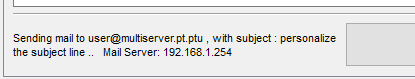 Sending mail to user@multiserver.pt.ptu , with subject : personalize
the subject line ..   Mail Server: 192.168.1.254